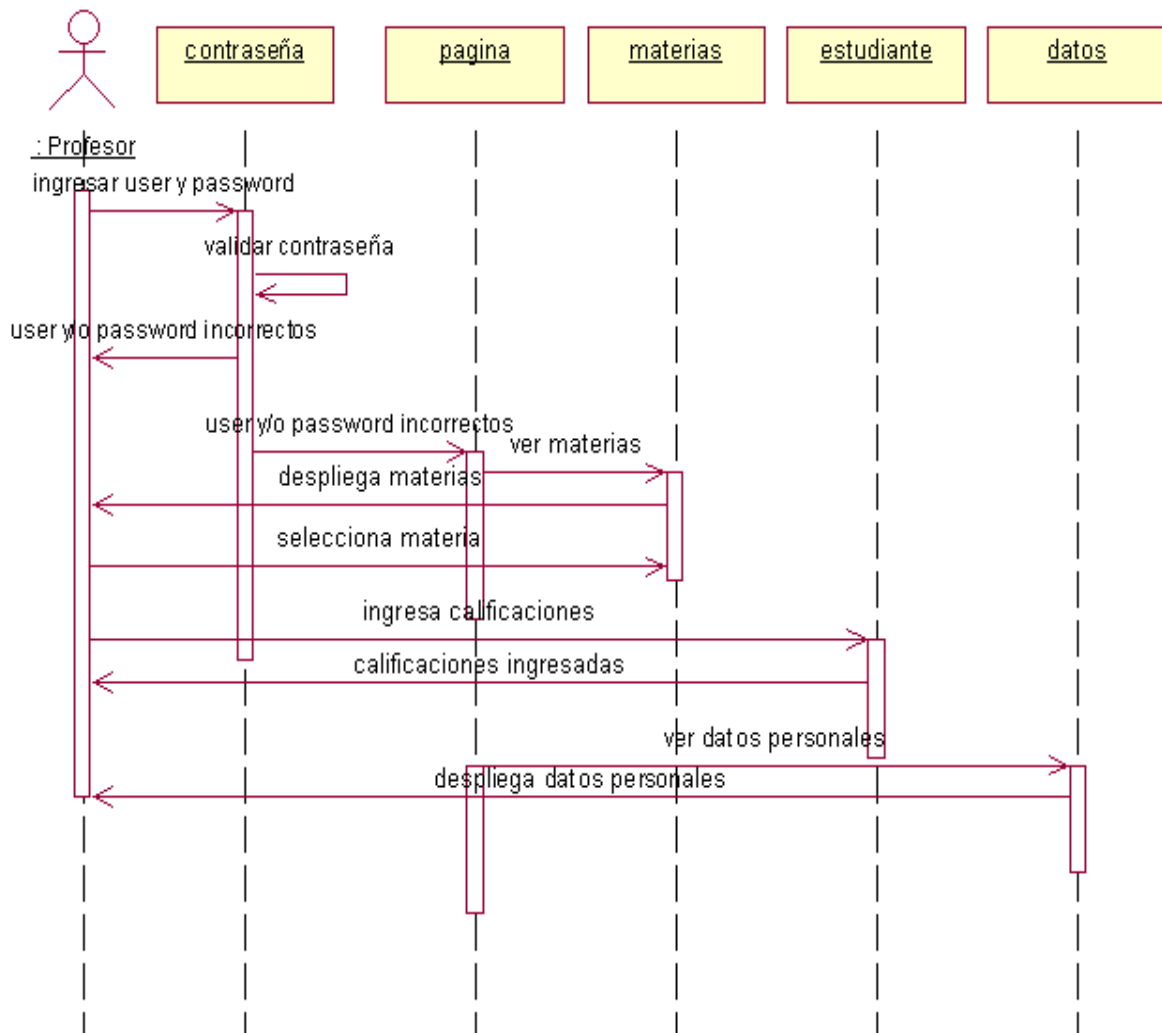 contraseña
pagina
materias
estudiante
datos
: Profesor
ingresar user y password
validar contraseña
user y/o password incorrectos
user y/o password incorrectos
ver materias
despliega materias
selecciona materia
ingresa calificaciones
calificaciones ingresadas
ver datos personales
despliega datos personales